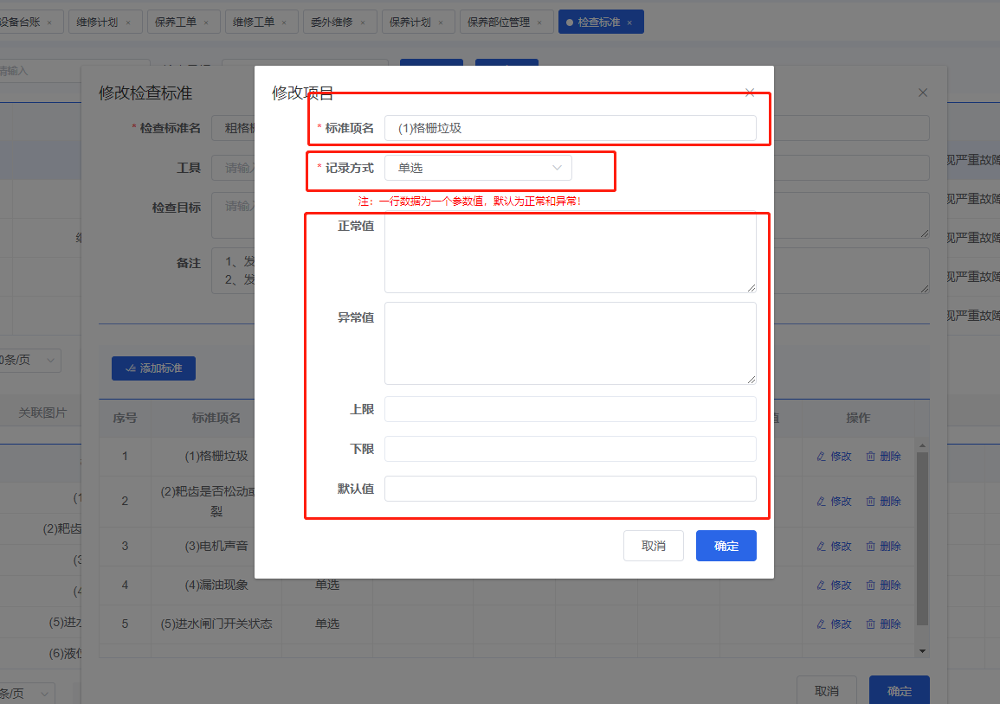 设备台账 × 维修计划 × 保养工单 × 维修工单 × 委外维修 × 保养计划 × 保养部位管理 × 检查标准 ×
请输入
修改检查标准
修改项目
* 检查标准名
* 标准项名 (1)格栅垃圾
工具 请输入
* 记录方式 单选
注：一行数据为一个参数值，默认为正常和异常!
检查目标 请输入
正常值
备注 1、发
2、发
异常值
现严重故障
现严重故障
现严重故障
现严重故障
现严重故障
0条/页
添加标准
关联图片
上限
下限
默认值
取消 确定
序号 标准项名 值 操作
1 (1)格栅垃圾 修改 删除
2 (2)耙齿是否松动或
裂 修改 删除
3 (3)电机声音 修改 删除
4 (4)漏油现象 单选 修改 删除
5 (5)进水闸门开关状态 单选 修改 删除
(1
(2)耙齿
(3
(4
(5)进水
(6)液位
条/页
取消 确定